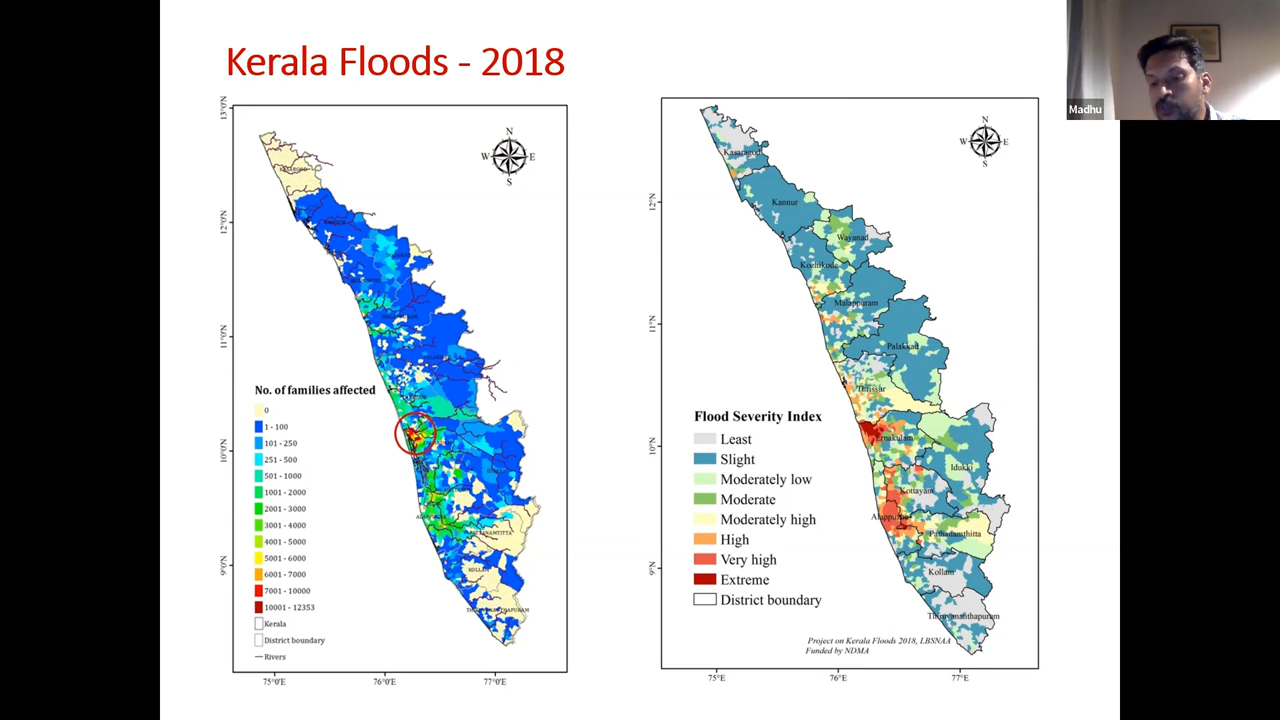 Kerala Floods - 2018
Madhu
13°0'N
12°0'N
11°0'N
10°0'N
9°0'N
N
W E
S
KOLLAM
No. of families affected
0
1 - 100
101 - 250
251 - 500
501 - 1000
1001 - 2000
2001 - 3000
3001 - 4000
4001 - 5000
5001 - 6000
6001 - 7000
7001 - 10000
10001 - 12353
Kerala
District boundary
Rivers
75°0'E 76°0'E 77°0'E
12°N
11°N
10°N
9°N
N
W E
S
Kasaragod
Kannur
Wayanad
Kozhikode
Malappuram
Palakkad
Thrissur
Ernakulam
Idukki
Kottayam
Alappuzha
Pathanamthitta
Kollam
Thiruvananthapuram
Flood Severity Index
Least
Slight
Moderately low
Moderate
Moderately high
High
Very high
Extreme
District boundary
Project on Kerala Floods 2018, LBSNAA
Funded by NDMA
75°E 76°E 77°E